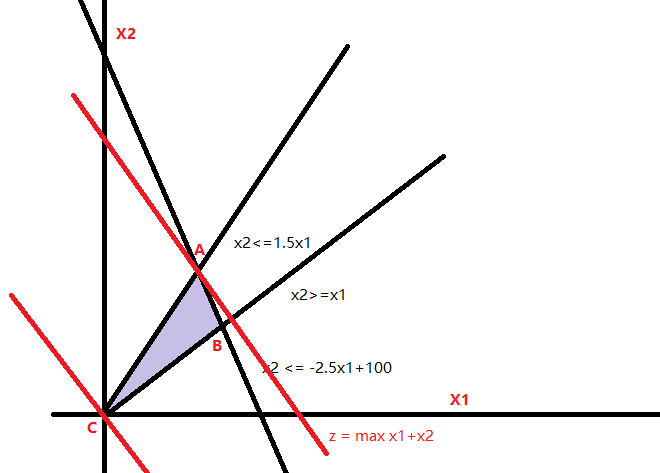 X2
A
x2<=1.5x1
x2>=x1
B
x2 <= -2.5x1+100
X1
C
z = max x1+x2